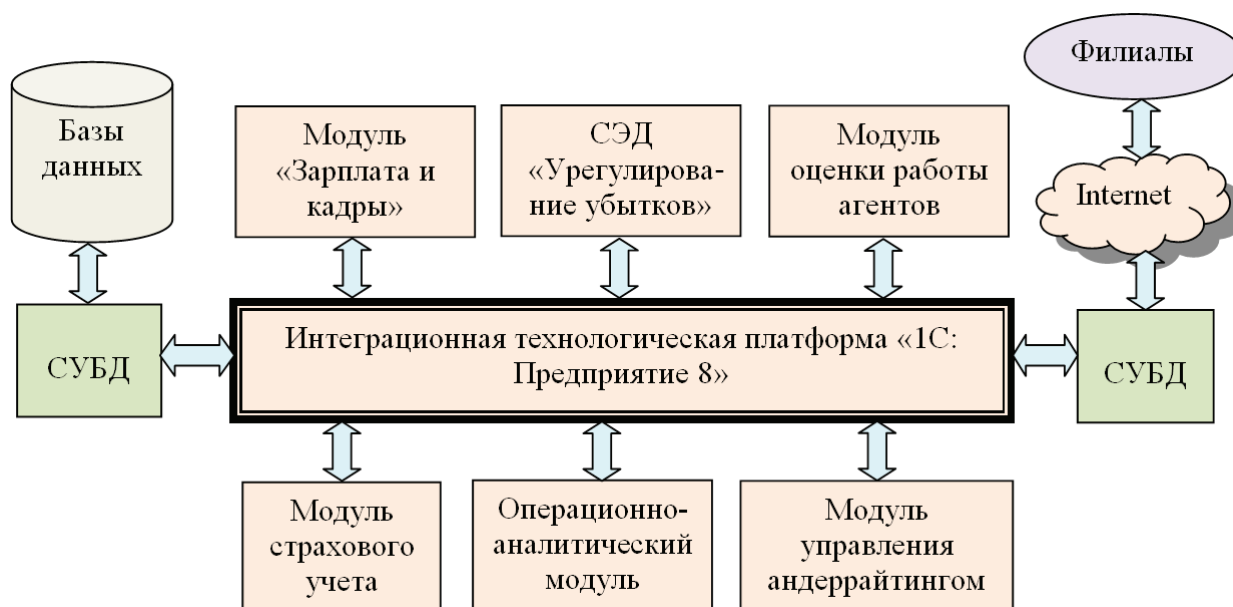 Филиалы
Базы
данных
Модуль
«Зарплата и
кадры»
СЭД
«Урегулирова-
ние убытков»
Модуль
оценки работы
агентов
Internet
СУБД
Интеграционная технологическая платформа «1С:
Предприятие 8»
СУБД
Модуль
страхового
учета
Операционно-
аналитический
модуль
Модуль
управления
андеррайтингом